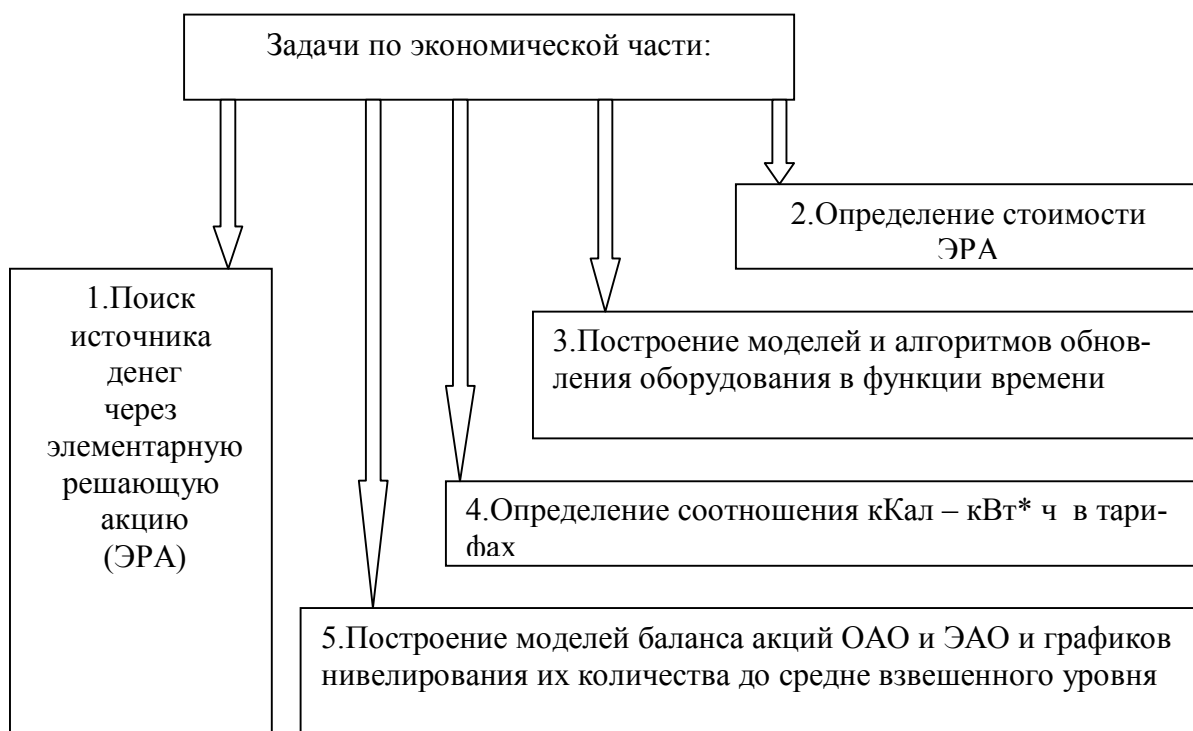 Задачи по экономической части:
1.Поиск
источника
денег
через
элементарную
решающую
акцию
(ЭРА)
2.Определение стоимости
ЭРА
3.Построение моделей и алгоритмов обнов-
ления оборудования в функции времени
4.Определение соотношения кКал – кВт* ч в тари-
фах
5.Построение моделей баланса акций ОАО и ЭАО и графиков
нивелирования их количества до средне взвешенного уровня